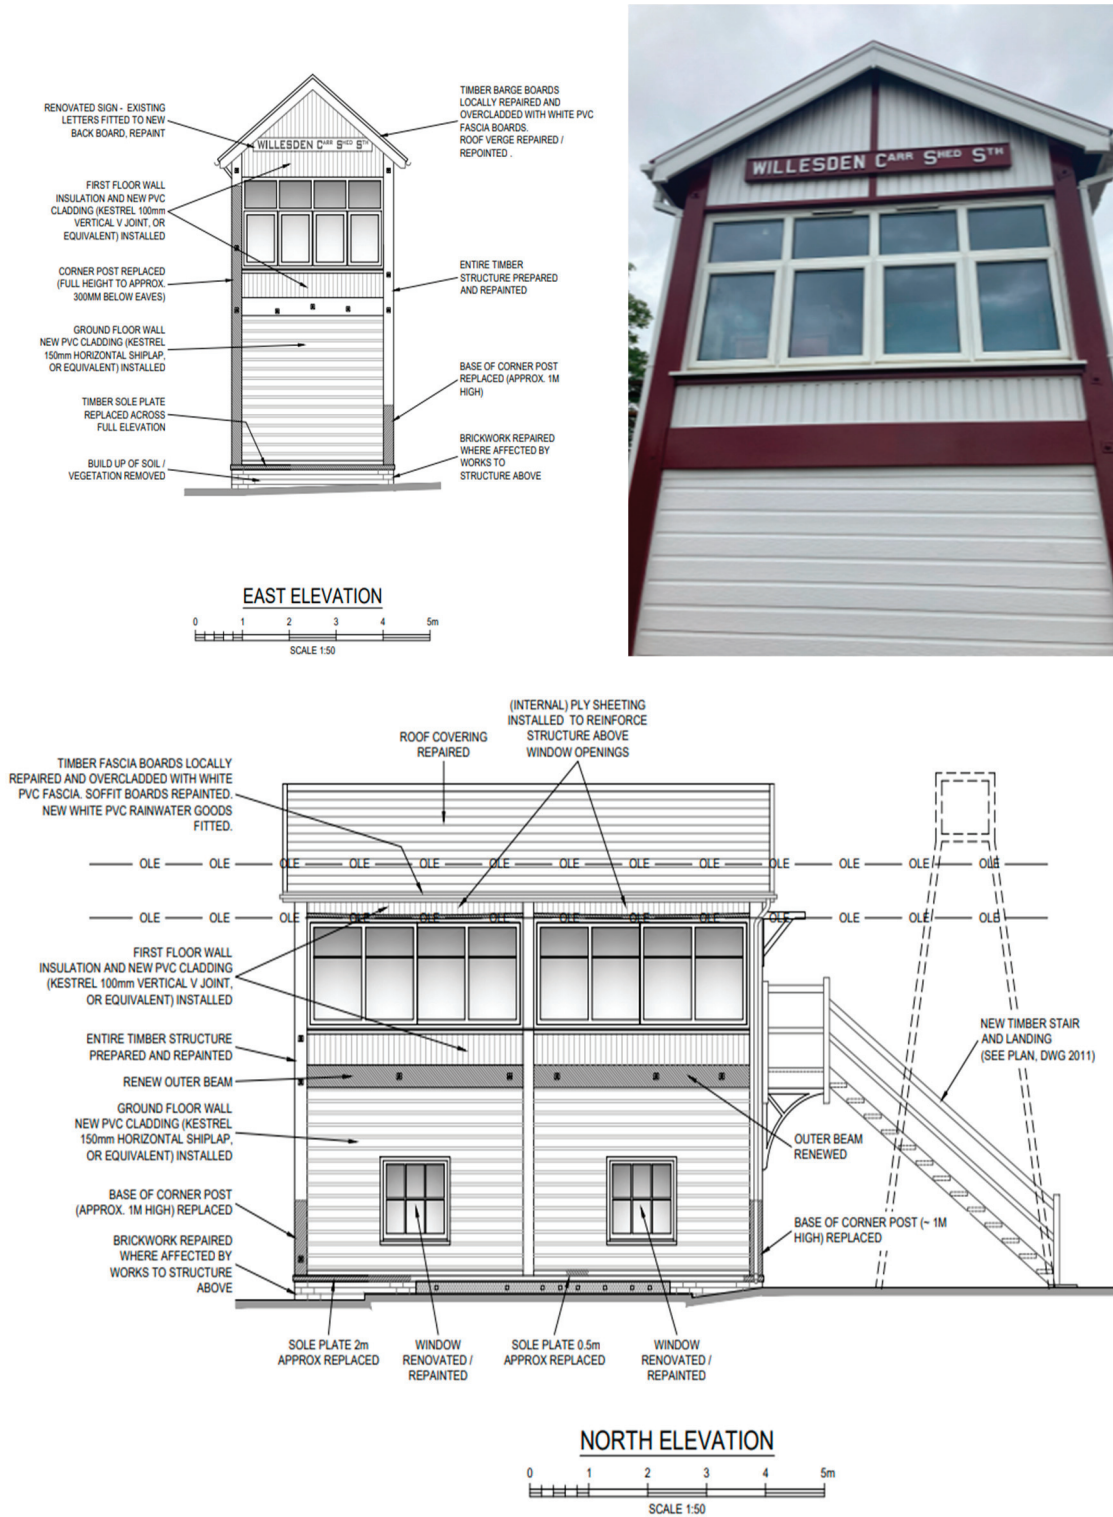 RENOVATED SIGN - EXISTING
LETTERS FITTED TO NEW
BACK BOARD, REPAINT
FIRST FLOOR WALL
INSULATION AND NEW PVC
CLADDING (KESTREL 100mm
VERTICAL V JOINT, OR
EQUIVALENT) INSTALLED
CORNER POST REPLACED
(FULL HEIGHT TO APPROX.
300MM BELOW EAVES)
GROUND FLOOR WALL
NEW PVC CLADDING (KESTREL
150mm HORIZONTAL SHIPLAP,
OR EQUIVALENT) INSTALLED
TIMBER SOLE PLATE
REPLACED ACROSS
FULL ELEVATION
BUILD UP OF SOIL /
VEGETATION REMOVED
WILLESDEN CARR SHED STH
TIMBER BARGE BOARDS
LOCALLY REPAIRED AND
OVERCLADDED WITH WHITE PVC
FASCIA BOARDS.
ROOF VERGE REPAIRED /
REPOINTED .
ENTIRE TIMBER
STRUCTURE PREPARED
AND REPAINTED
BASE OF CORNER POST
REPLACED (APPROX. 1M
HIGH)
BRICKWORK REPAIRED
WHERE AFFECTED BY
WORKS TO
STRUCTURE ABOVE
EAST ELEVATION
0 1 2 3 4 5m
SCALE 1:50
WILLESDEN CARR SHED STH
(INTERNAL) PLY SHEETING
INSTALLED TO REINFORCE
STRUCTURE ABOVE
WINDOW OPENINGS
ROOF COVERING
REPAIRED
TIMBER FASCIA BOARDS LOCALLY
REPAIRED AND OVERCLADDED WITH WHITE
PVC FASCIA. SOFFIT BOARDS REPAINTED.
NEW WHITE PVC RAINWATER GOODS
FITTED.
OLE OLE OLE OLE OLE OLE OLE OLE OLE OLE OLE OLE OLE
OLE OLE OLE OLE OLE OLE OLE OLE OLE OLE OLE OLE OLE
FIRST FLOOR WALL
INSULATION AND NEW PVC CLADDING
(KESTREL 100mm VERTICAL V JOINT,
OR EQUIVALENT) INSTALLED
ENTIRE TIMBER STRUCTURE
PREPARED AND REPAINTED
RENEW OUTER BEAM
GROUND FLOOR WALL
NEW PVC CLADDING (KESTREL
150mm HORIZONTAL SHIPLAP,
OR EQUIVALENT) INSTALLED
BASE OF CORNER POST
(APPROX. 1M HIGH) REPLACED
BRICKWORK REPAIRED
WHERE AFFECTED BY
WORKS TO STRUCTURE
ABOVE
NEW TIMBER STAIR
AND LANDING
(SEE PLAN, DWG 2011)
OUTER BEAM
RENEWED
BASE OF CORNER POST (~ 1M
HIGH) REPLACED
SOLE PLATE 2m
APPROX REPLACED
WINDOW
RENOVATED /
REPAINTED
SOLE PLATE 0.5m
APPROX REPLACED
WINDOW
RENOVATED /
REPAINTED
NORTH ELEVATION
0 1 2 3 4 5m
SCALE 1:50